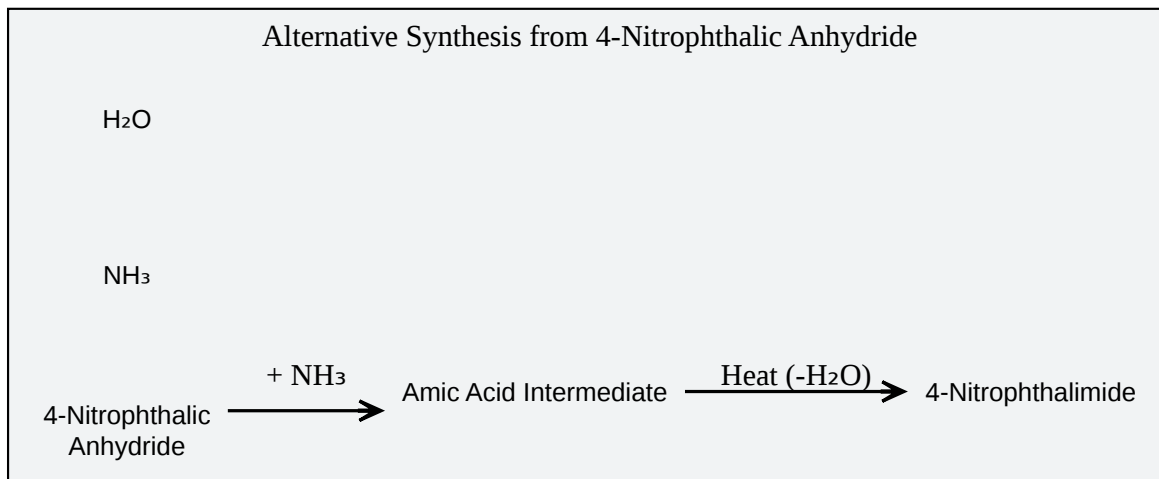 Alternative Synthesis from 4-Nitrophthalic Anhydride
H₂O
NH₃
+ NH₃
Heat (-H₂O)
4-Nitrophthalic
Anhydride
Amic Acid Intermediate
4-Nitrophthalimide